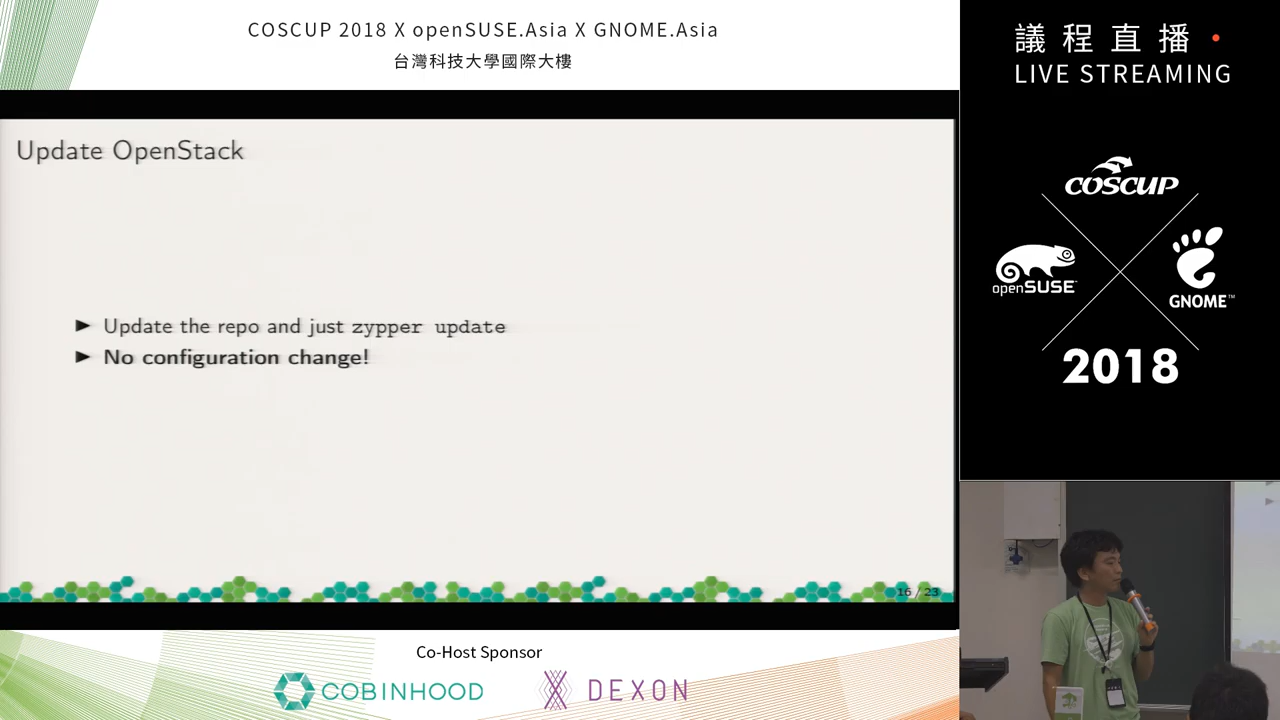 COSCUP 2018 X openSUSE.Asia X GNOME.Asia
台灣科技大學國際大樓
議程直播
LIVE STREAMING
COSCUP
openSUSE
GNOME™
2018
Update OpenStack
► Update the repo and just zypper update
► No configuration change!
16 / 23
Co-Host Sponsor
COBINHOOD
DEXON